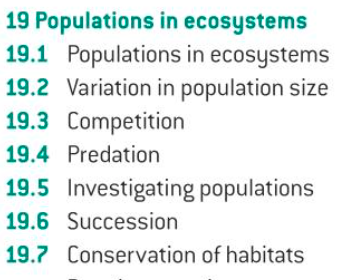 19 Populations in ecosystems
19.1 Populations in ecosystems
19.2 Variation in population size
19.3 Competition
19.4 Predation
19.5 Investigating populations
19.6 Succession
19.7 Conservation of habitats